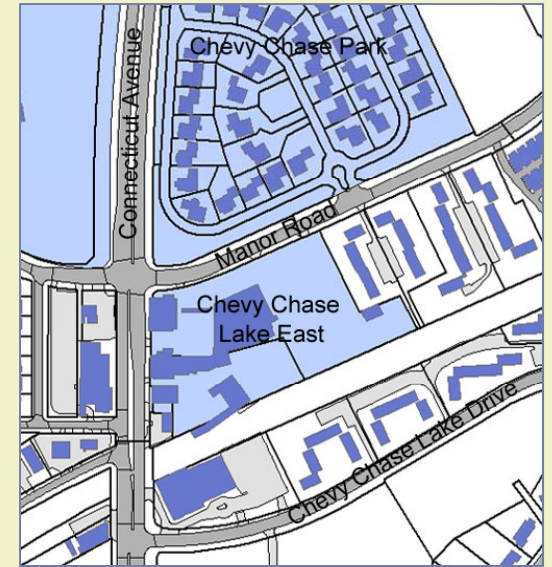 Chevy Chase Park
Connecticut Avenue
Manor Road
Chevy Chase
Lake East
Chevy Chase Lake Drive